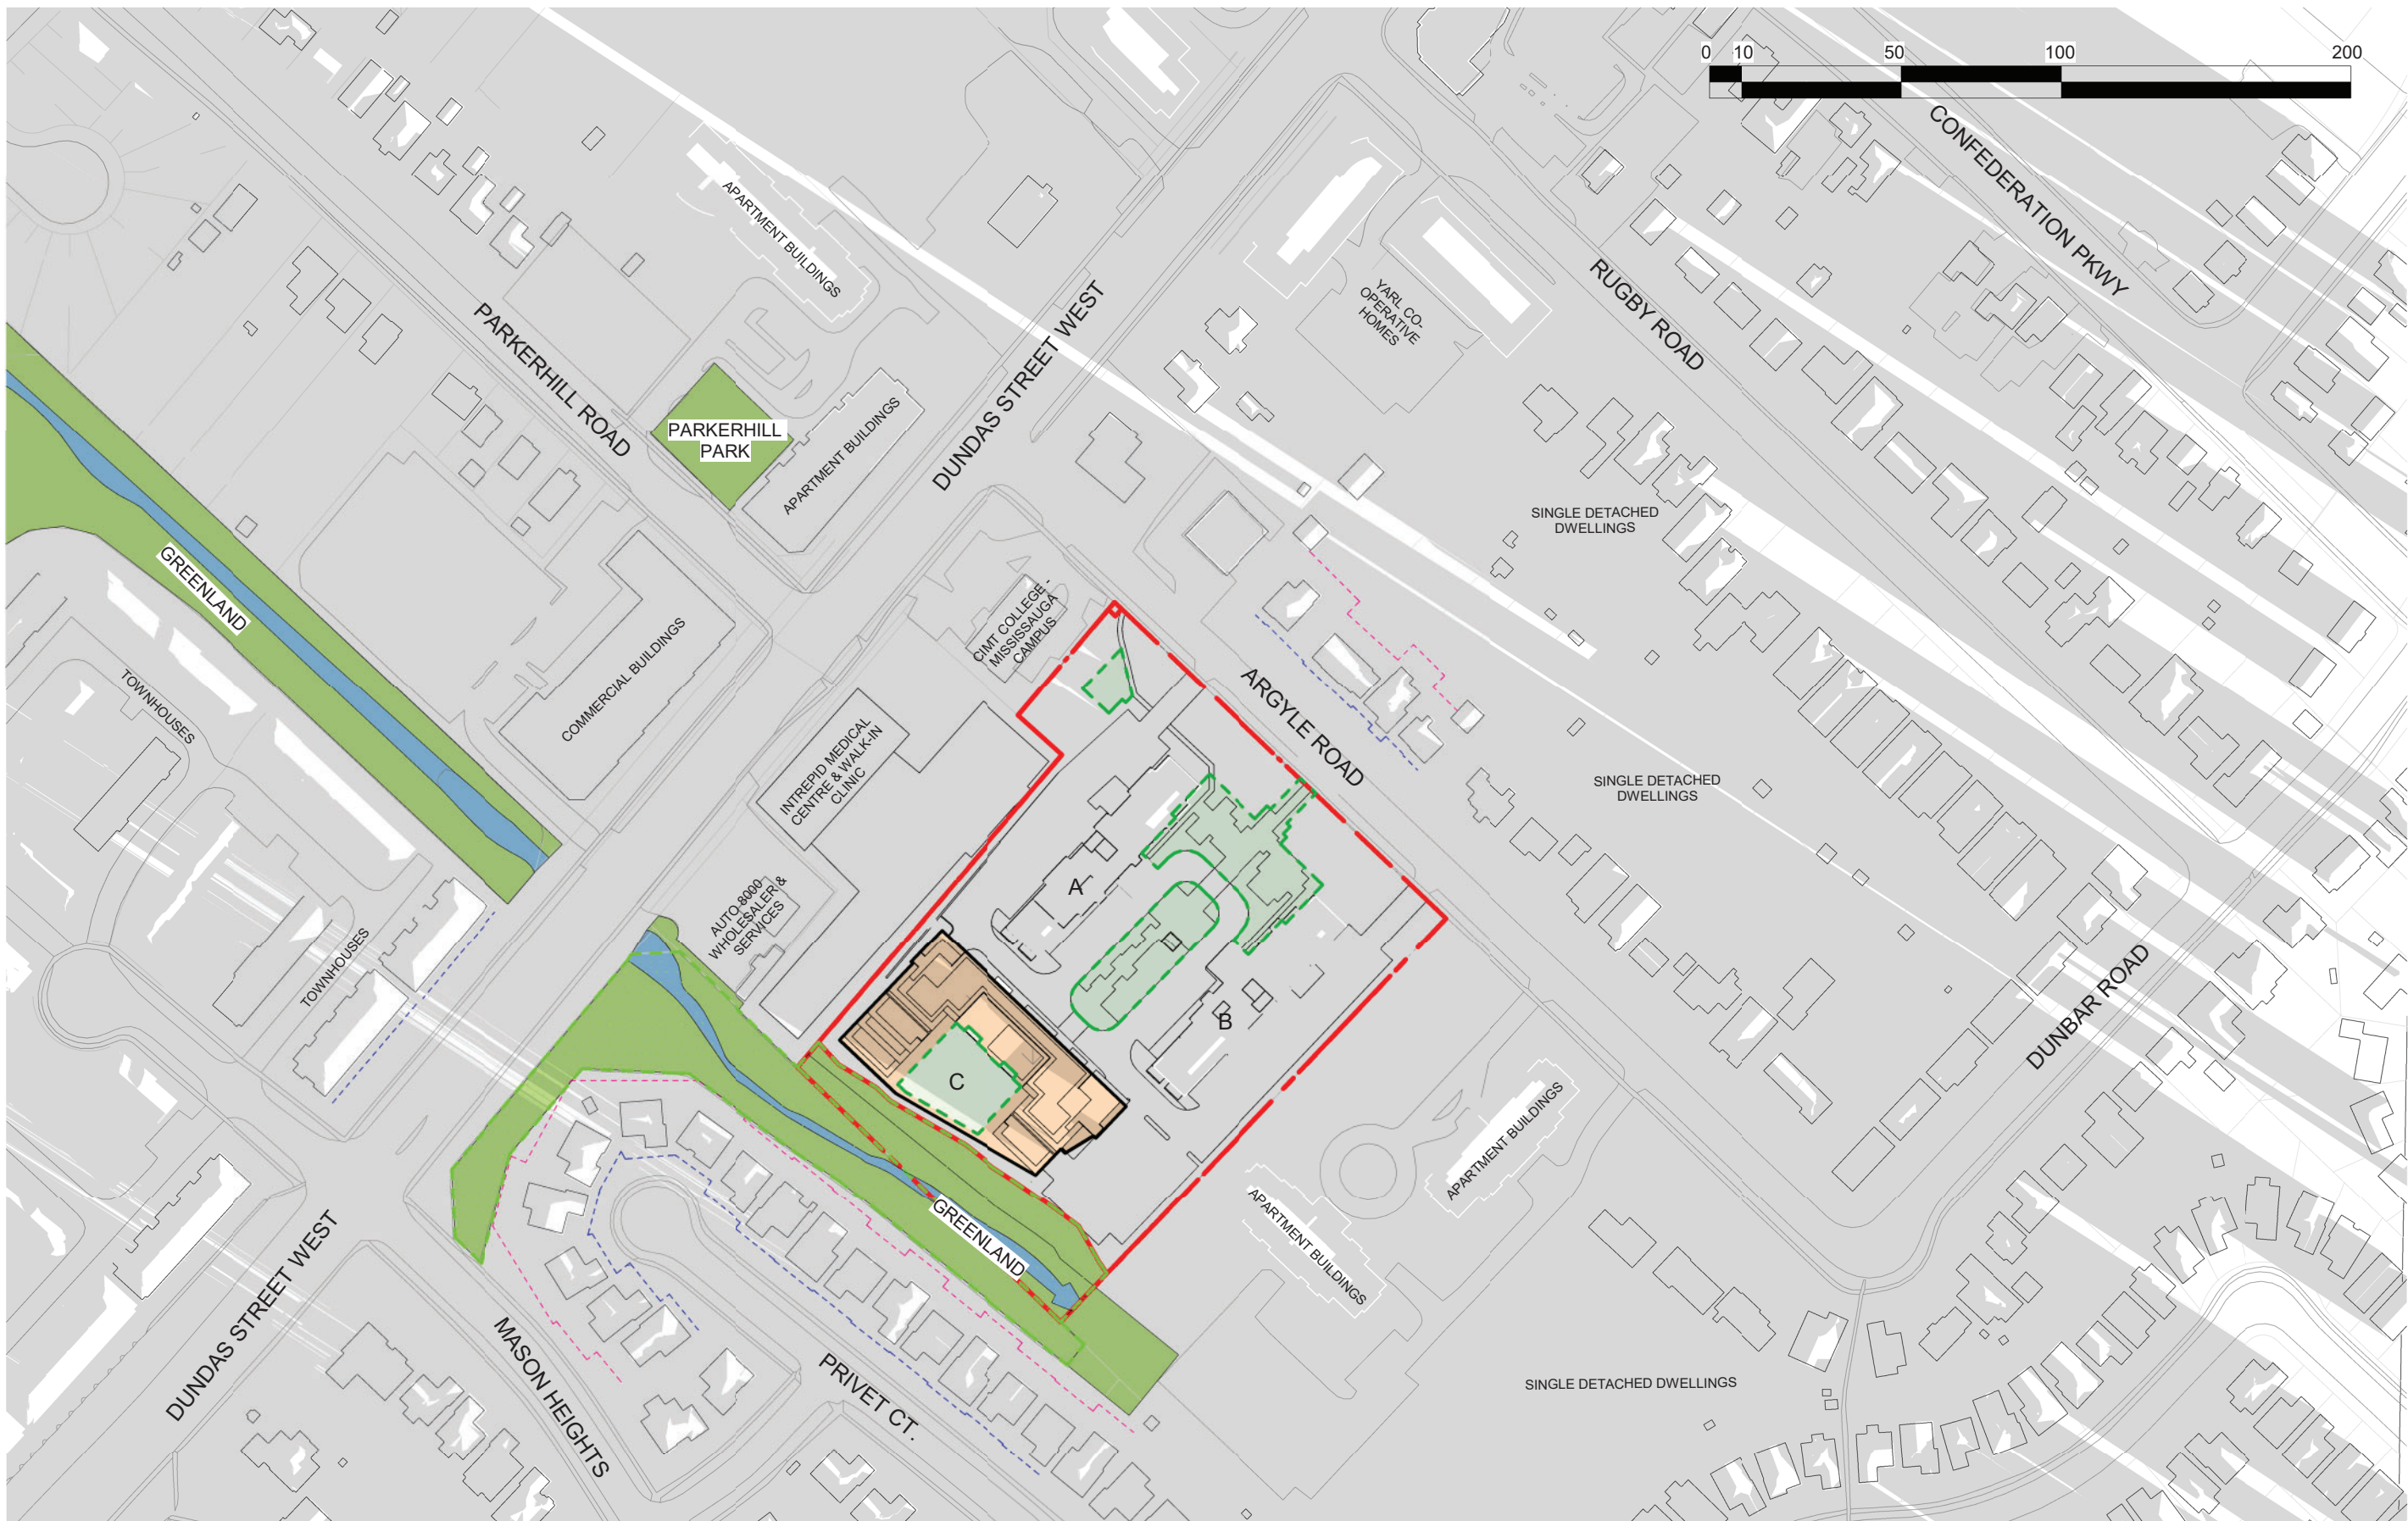 0 10 50 100 200
CONFEDERATION PKWY
APARTMENT BUILDINGS
DUNDAS STREET WEST
YARL CO-
OPERATIVE
HOMES
RUGBY ROAD
PARKERHILL ROAD
PARKERHILL
PARK
APARTMENT BUILDINGS
SINGLE DETACHED
DWELLINGS
GREENLAND
CIMT COLLEGE -
MISSISSAUGA
CAMPUS
COMMERCIAL BUILDINGS
TOWNHOUSES
ARGYLE ROAD
INTREPID MEDICAL
CENTRE & WALK-IN
CLINIC
SINGLE DETACHED
DWELLINGS
A
AUTO-8000
WHOLESALER &
SERVICES
TOWNHOUSES
B
DUNBAR ROAD
C
APARTMENT BUILDINGS
GREENLAND
APARTMENT BUILDINGS
DUNDAS STREET WEST
MASON HEIGHTS
PRIVET CT.
SINGLE DETACHED DWELLINGS